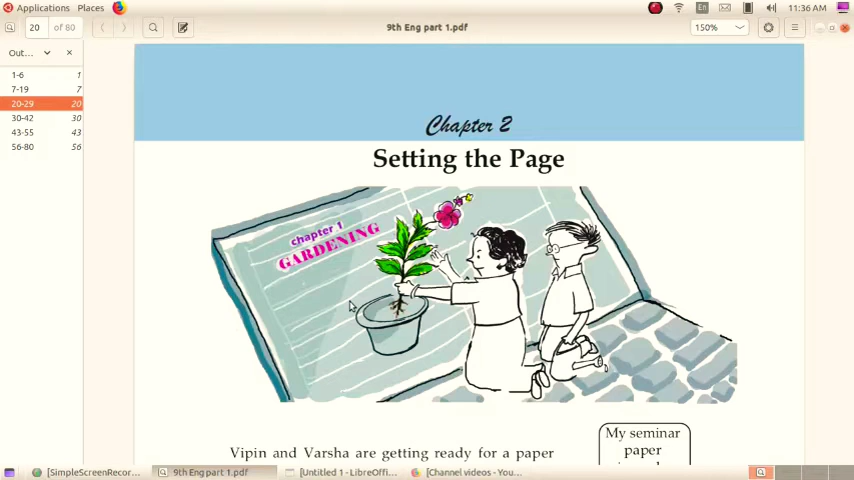 Applications Places En 11:36 AM
20 of 80 9th Eng part 1.pdf 150%
Out...
1-6 1
7-19 7
20-29 20
30-42 30
43-55 43
56-80 56
Chapter 2
Setting the Page
chapter 1
GARDENING
My seminar
paper
Vipin and Varsha are getting ready for a paper
[SimpleScreenRecor... 9th Eng part 1.pdf [Untitled 1 - LibreOffi... [Channel videos - You...